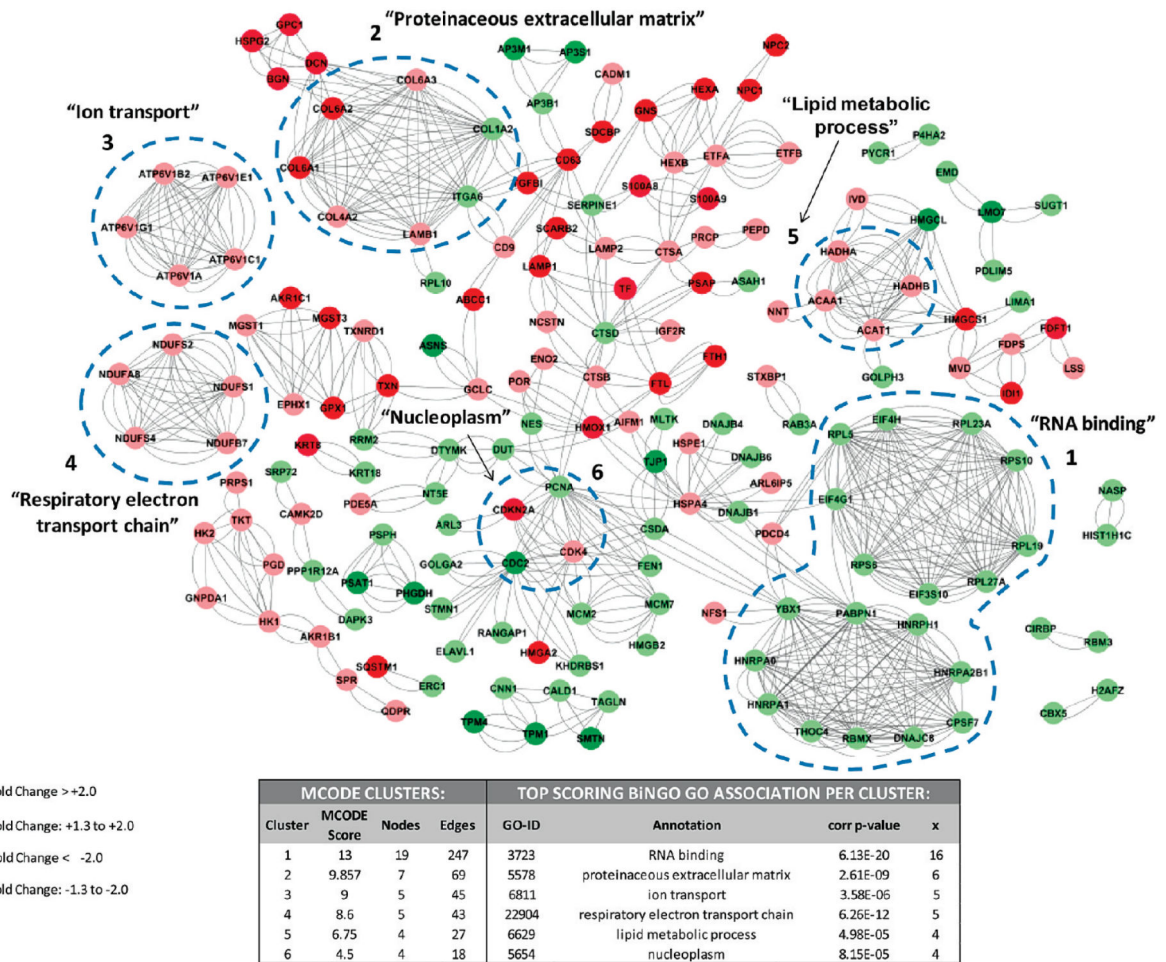 "Proteinaceous extracellular matrix"
2
GPC1
HSPG2
DCN
BGN
AP3M1
AP3S1
AP3B1
CADM1
NPC2
NPC1
HEXA
GNS
SDCBP
HEXB
ETFA
ETFB
"Ion transport"
3
COL6A3
COL6A2
COL1A2
COL6A1
COL4A2
LAMB1
ITGA6
TGFBI
CD63
CD9
SERPINE1
S100A8
S100A9
"Lipid metabolic
process"
P4HA2
PYCR1
EMD
LMO7
SUGT1
PDLIM5
LIMA1
ATP6V1B2
ATP6V1E1
ATP6V1G1
ATP6V1C1
ATP6V1A
RPL10
SCARB2
LAMP2
LAMP1
CTSA
PRCP
PEPD
TF
PSAP
ASAH1
5
IVD
HMGCL
HADHA
HADHB
ACAA1
ACAT1
NNT
HMGCS1
GOLPH3
FDFT1
FDPS
MVD
LSS
IDI1
AKR1C1
MGST3
MGST1
TXNRD1
ABCC1
ASNS
NCSTN
CTSD
IGF2R
ENO2
POR
CTSB
FTL
FTH1
STXBP1
RAB3A
NDUFS2
NDUFA8
NDUFS1
NDUFS4
NDUFB7
4
"Respiratory electron
transport chain"
EPHX1
GPX1
TXN
GCLC
"Nucleoplasm"
KRT8
RRM2
KRT18
DTYMK
DUT
NES
HMOX1
AIFM1
MLTK
TJP1
HSPE1
DNAJB4
DNAJB6
ARL6IP5
DNAJB1
HSPA4
PDCD4
"RNA binding"
1
EIF4H
RPL5
RPL23A
RPS10
EIF4G1
RPL19
RPS6
RPL27A
EIF3S10
NASP
HIST1H1C
SRP72
PRPS1
CAMK2D
PDE5A
NT5E
ARL3
6
PCNA
CDKN2A
CDK4
CDC2
CSDA
FEN1
HK2
TKT
PGD
GNPDA1
HK1
PPP1R12A
PSPH
PSAT1
PHGDH
DAPK3
GOLGA2
STMN1
RANGAP1
ELAVL1
MCM2
MCM7
HMGB2
HMGA2
KHDRBS1
AKR1B1
SPR
QDPR
SQSTM1
ERC1
CNN1
CALD1
TAGLN
TPM4
TPM1
SMTN
NFS1
YBX1
PABPN1
HNRPH1
HNRPA0
HNRPA2B1
HNRPA1
CPSF7
THOC4
RBMX
DNAJC8
CIRBP
RBM3
H2AFZ
CBX5
old Change > +2.0
old Change: +1.3 to +2.0
old Change < -2.0
old Change: -1.3 to -2.0
MCODE CLUSTERS: TOP SCORING BiNGO GO ASSOCIATION PER CLUSTER:
Cluster MCODE Score Nodes Edges GO-ID Annotation corr p-value x
1 13 19 247 3723 RNA binding 6.13E-20 16
2 9.857 7 69 5578 proteinaceous extracellular matrix 2.61E-09 6
3 9 5 45 6811 ion transport 3.58E-06 5
4 8.6 5 43 22904 respiratory electron transport chain 6.26E-12 5
5 6.75 4 27 6629 lipid metabolic process 4.98E-05 4
6 4.5 4 18 5654 nucleoplasm 8.15E-05 4